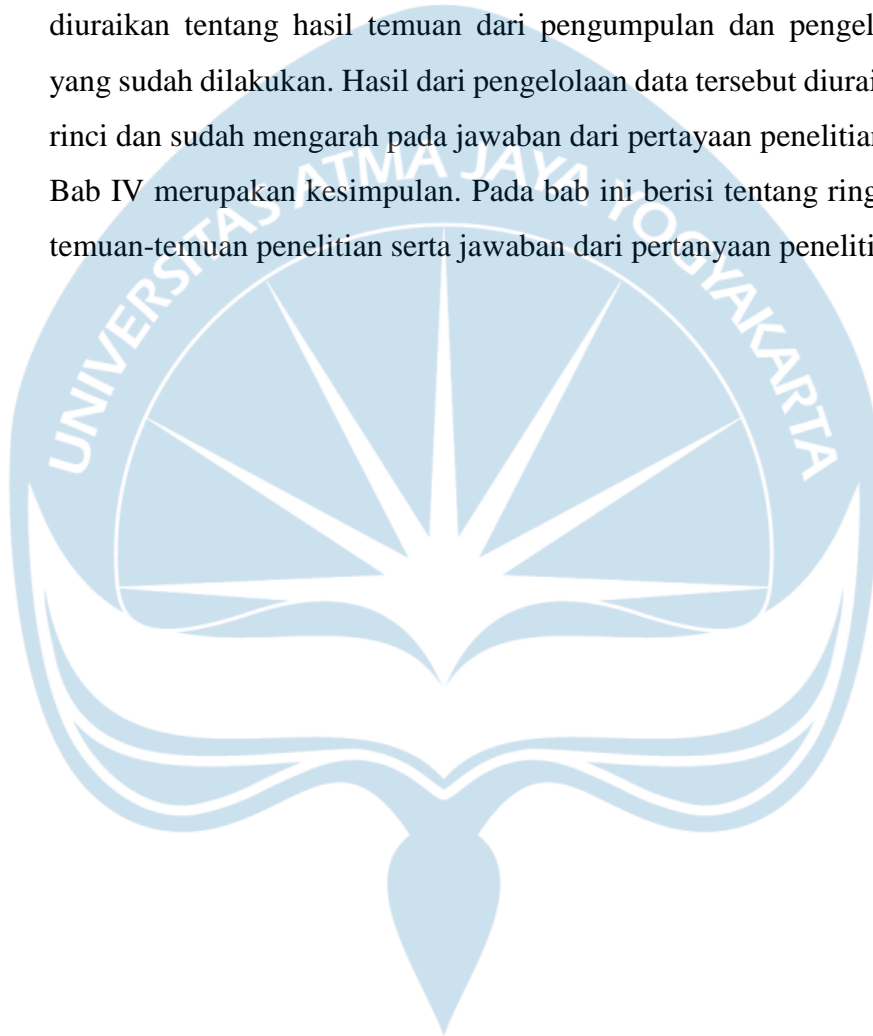 diuraikan tentang hasil temuan dari pengumpulan dan pengel
yang sudah dilakukan. Hasil dari pengelolaan data tersebut diurai
rinci dan sudah mengarah pada jawaban dari pertayaan penelitian
Bab IV merupakan kesimpulan. Pada bab ini berisi tentang ring
temuan-temuan penelitian serta jawaban dari pertanyaan peneliti
UNIVERSITAS ATMA JAYA YOGYAKARTA